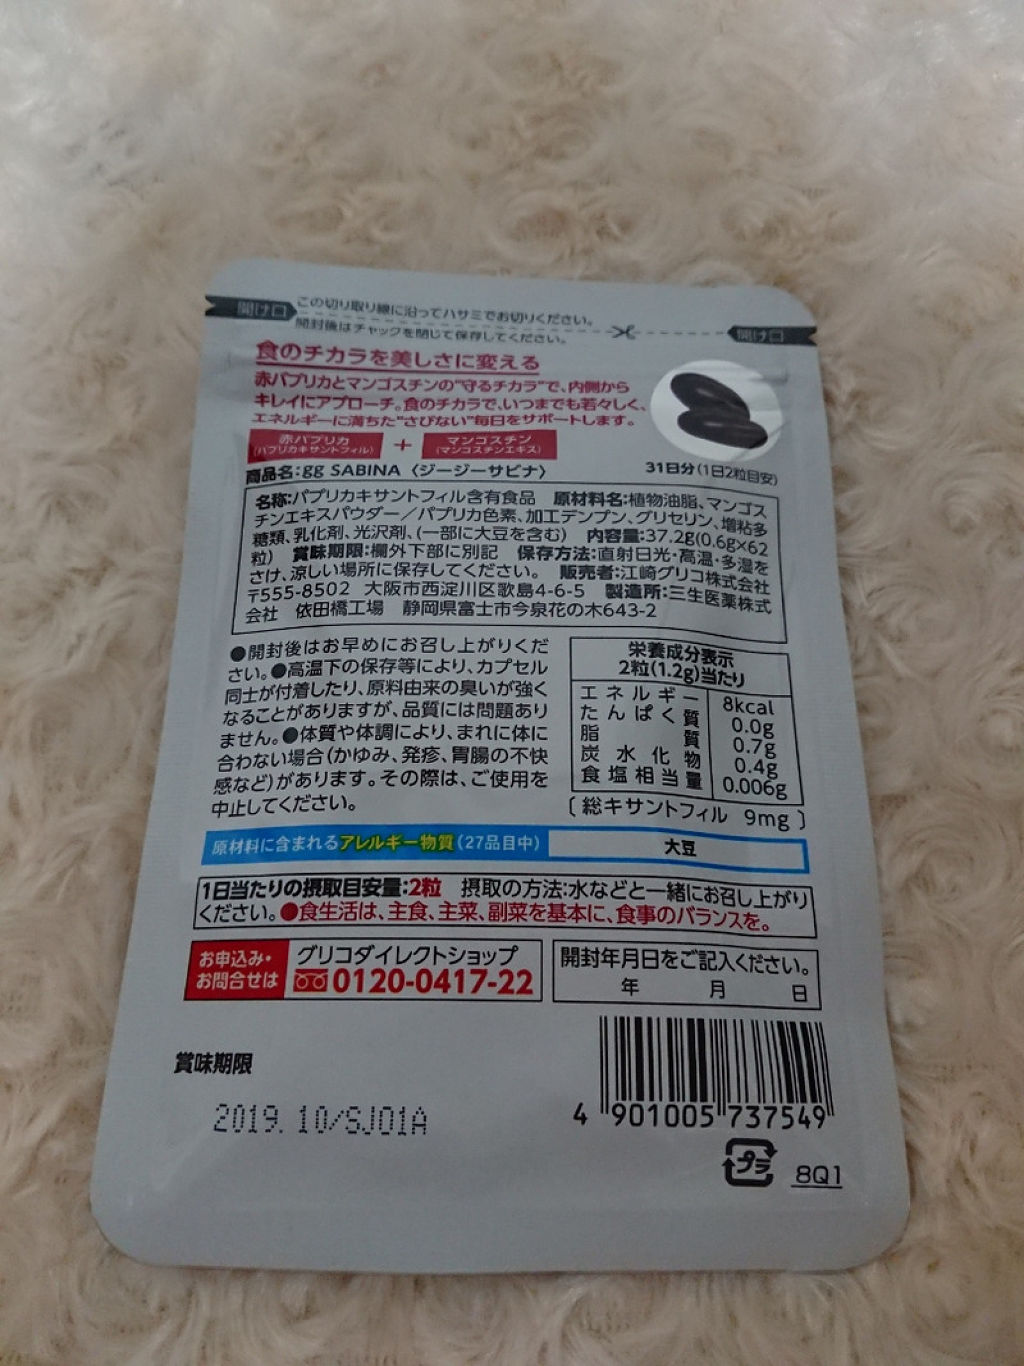 開け口
この切り取り線に沿ってハサミでお切りください。
開封後はチャックを閉じて保存してください。
開け口
食のチカラを美しさに変える
赤パプリカとマンゴスチンの"守るチカラ"で、内側から
キレイにアプローチ。食のチカラで、いつまでも若々しく、
エネルギーに満ちた"さびない"毎日をサポートします。
赤パプリカ
(パプリカキサントフィル)
+
マンゴスチン
(マンゴスチンエキス)
商品名:gg SABINA〈ジージーサビナ〉
31日分(1日2粒目安)
名称:パプリカキサントフィル含有食品 原材料名:植物油脂、マンゴス
チンエキスパウダー/パプリカ色素、加工デンプン、グリセリン、増粘多
糖類、乳化剤、光沢剤、(一部に大豆を含む) 内容量:37.2g(0.6g×62
粒) 賞味期限:欄外下部に別記 保存方法:直射日光・高温・多湿を
さけ、涼しい場所に保存してください。 販売者:江崎グリコ株式会社
〒555-8502 大阪市西淀川区歌島4-6-5 製造所:三生医薬株式
会社 依田橋工場 静岡県富士市今泉花の木643-2
●開封後はお早めにお召し上がりくだ
さい。●高温下の保存等により、カプセル
同士が付着したり、原料由来の臭いが強く
なることがありますが、品質には問題あり
ません。●体質や体調により、まれに体に
合わない場合(かゆみ、発疹、胃腸の不快
感など)があります。その際は、ご使用を
中止してください。
栄養成分表示
2粒(1.2g)当たり
エネルギー 8kcal
たんぱく質 0.0g
脂質 0.7g
炭水化物 0.4g
食塩相当量 0.006g
〔総キサントフィル 9mg〕
原材料に含まれるアレルギー物質(27品目中)
大豆
1日当たりの摂取目安量:2粒 摂取の方法:水などと一緒にお召し上がり
ください。●食生活は、主食、主菜、副菜を基本に、食事のバランスを。
お申込み・
お問合せは
グリコダイレクトショップ
0120-0417-22
開封年月日をご記入ください。
年 月 日
賞味期限
2019.10/SJ01A
4 901005 737549
プラ
8Q1